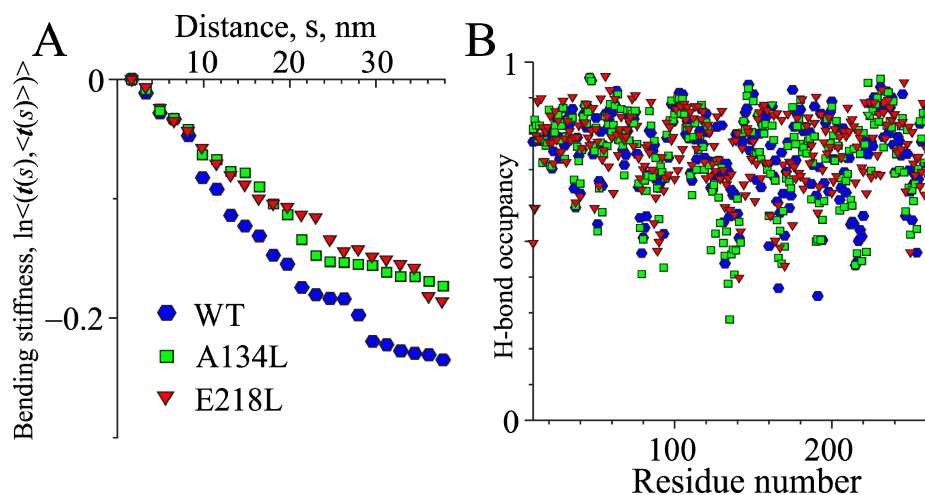 A
Distance, s, nm
10 20 30
0
−0.2
Bending stiffness, ln<(t(s),<t(s)>)>
WT
A134L
E218L
B
1
0
H-bond occupancy
100 200
Residue number